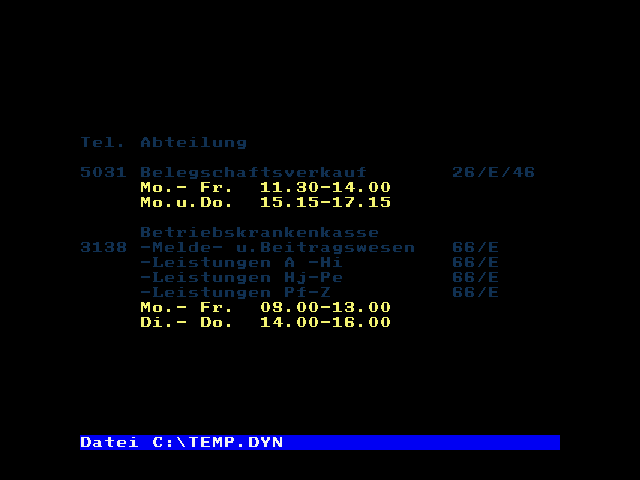 Tel. Abteilung
5031 Belegschaftsverkauf 26/E/46
Mo.- Fr. 11.30-14.00
Mo.u.Do. 15.15-17.15
Betriebskrankenkasse
3138 -Melde- u.Beitragswesen 66/E
-Leistungen A -Hi 66/E
-Leistungen Hj-Pe 66/E
-Leistungen Pf-Z 66/E
Mo.- Fr. 08.00-13.00
Di.- Do. 14.00-16.00
Datei C:\TEMP.DYN